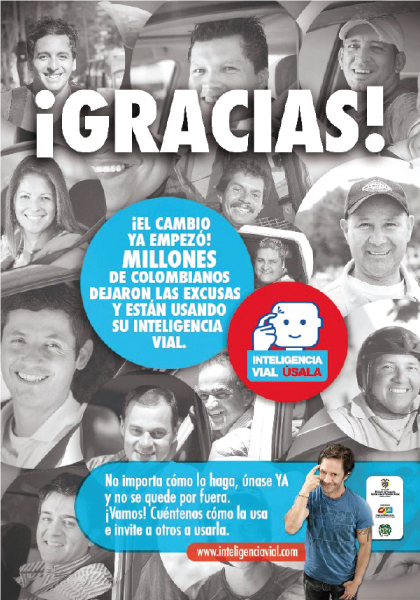 ¡GRACIAS!
¡EL CAMBIO
YA EMPEZÓ!
MILLONES
DE COLOMBIANOS
DEJARON LAS EXCUSAS
Y ESTÁN USANDO
SU INTELIGENCIA
VIAL.
INTELIGENCIA
VIAL ÚSALA
No importa cómo lo haga, únase YA
y no se quede por fuera.
¡Vamos! Cuéntenos cómo la usa
e invite a otros a usarla.
www.inteligenciavial.com